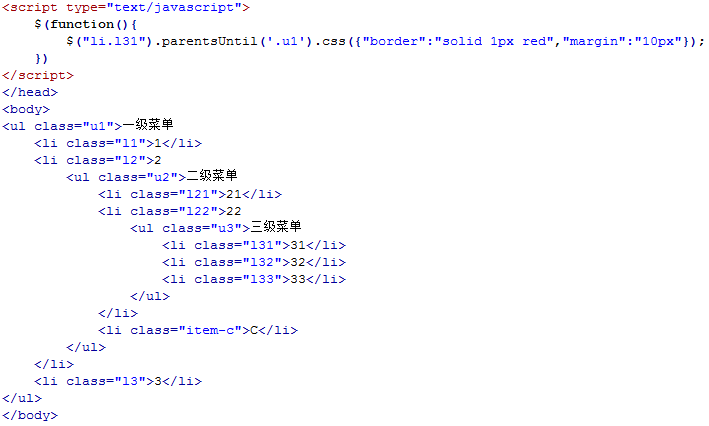 <script type="text/javascript">
    $(function(){
        $("li.l31").parentsUntil('.u1').css({"border":"solid 1px red","margin":"10px"});
    })
</script>
</head>
<body>
<ul class="u1">一级菜单
    <li class="l1">1</li>
    <li class="l2">2
        <ul class="u2">二级菜单
            <li class="l21">21</li>
            <li class="l22">22
                <ul class="u3">三级菜单
                    <li class="l31">31</li>
                    <li class="l32">32</li>
                    <li class="l33">33</li>
                </ul>
            </li>
            <li class="item-c">C</li>
        </ul>
    </li>
    <li class="l3">3</li>
</ul>
</body>